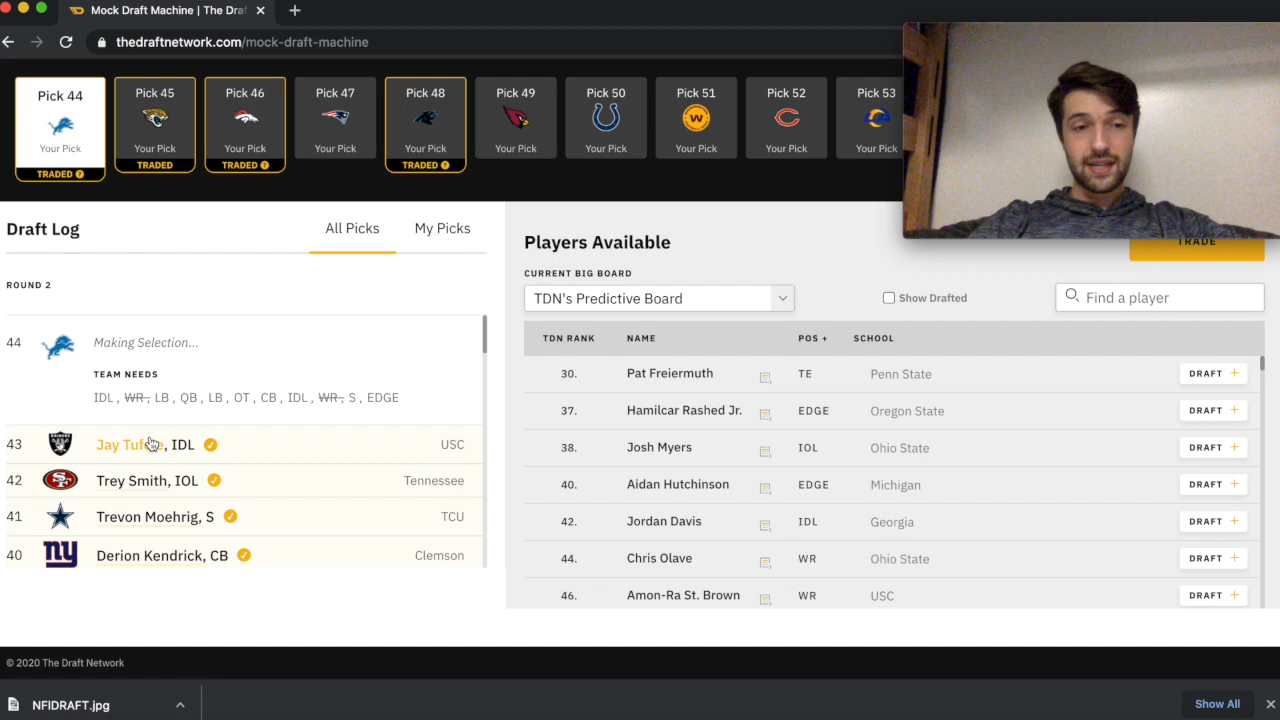 Mock Draft Machine | The Draf
thedraftnetwork.com/mock-draft-machine
Pick 44 Pick 45 Pick 46 Pick 47 Pick 48 Pick 49 Pick 50 Pick 51 Pick 52 Pick 53
W
Your Pick Your Pick Your Pick Your Pick Your Pick Your Pick Your Pick Your Pick Your Pick Your Pick
TRADED ? TRADED TRADED ? TRADED ?
Draft Log All Picks My Picks
ROUND 2
44 Making Selection...
TEAM NEEDS
IDL , WR , LB , QB , LB , OT , CB , IDL , WR , S , EDGE
43 RAIDERS Jay Tufele, IDL USC
42 SF Trey Smith, IOL Tennessee
41 Trevon Moehrig, S TCU
40 ny Derion Kendrick, CB Clemson
Players Available
TRADE
CURRENT BIG BOARD
TDN's Predictive Board Show Drafted Find a player
TDN RANK NAME POS + SCHOOL
30. Pat Freiermuth TE Penn State DRAFT +
37. Hamilcar Rashed Jr. EDGE Oregon State DRAFT +
38. Josh Myers IOL Ohio State DRAFT +
40. Aidan Hutchinson EDGE Michigan DRAFT +
42. Jordan Davis IDL Georgia DRAFT +
44. Chris Olave WR Ohio State DRAFT +
46. Amon-Ra St. Brown WR USC DRAFT +
© 2020 The Draft Network
NFIDRAFT.jpg Show All